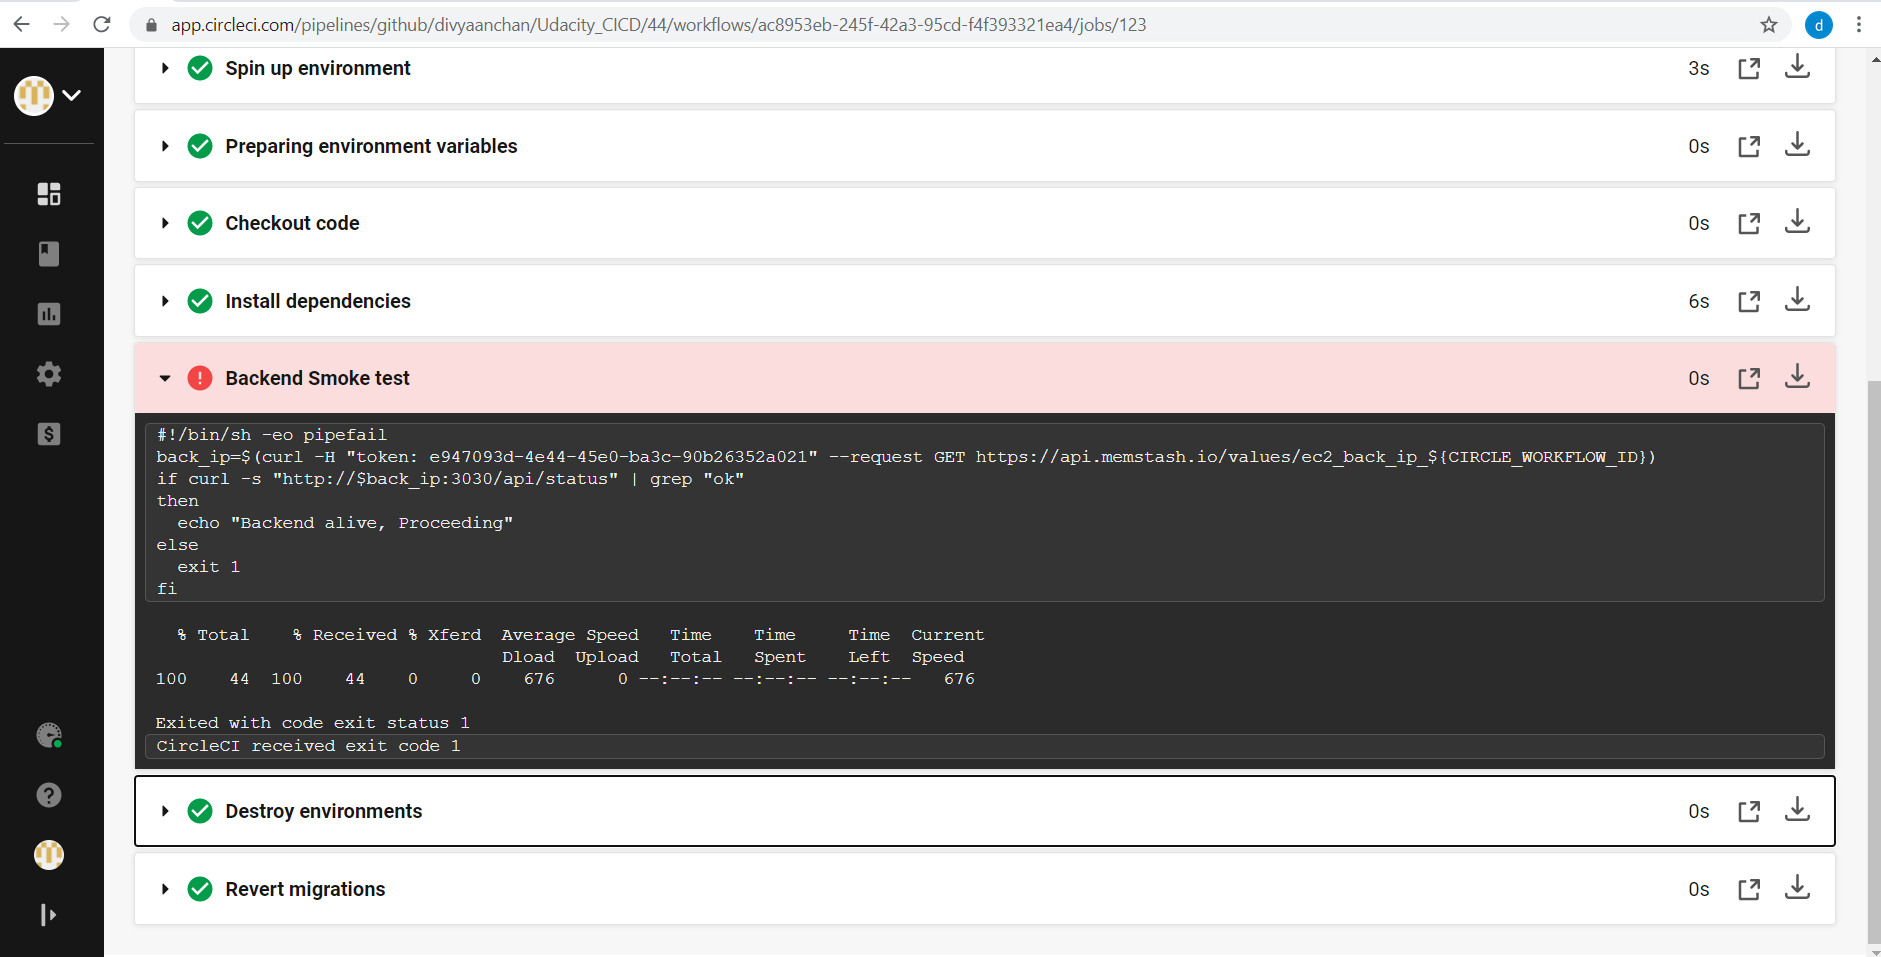 app.circleci.com/pipelines/github/divyaanchan/Udacity_CICD/44/workflows/ac8953eb-245f-42a3-95cd-f4f393321ea4/jobs/123
d
Spin up environment 3s
Preparing environment variables 0s
Checkout code 0s
Install dependencies 6s
Backend Smoke test 0s
#!/bin/sh -eo pipefail
back_ip=$(curl -H "token: e947093d-4e44-45e0-ba3c-90b26352a021" --request GET https://api.memstash.io/values/ec2_back_ip_${CIRCLE_WORKFLOW_ID})
if curl -s "http://$back_ip:3030/api/status" | grep "ok"
then
  echo "Backend alive, Proceeding"
else
  exit 1
fi
  % Total    % Received % Xferd  Average Speed   Time    Time     Time  Current
                                 Dload  Upload   Total   Spent    Left  Speed
100    44  100    44    0     0    676      0 --:--:-- --:--:-- --:--:--   676
Exited with code exit status 1
CircleCI received exit code 1
Destroy environments 0s
Revert migrations 0s